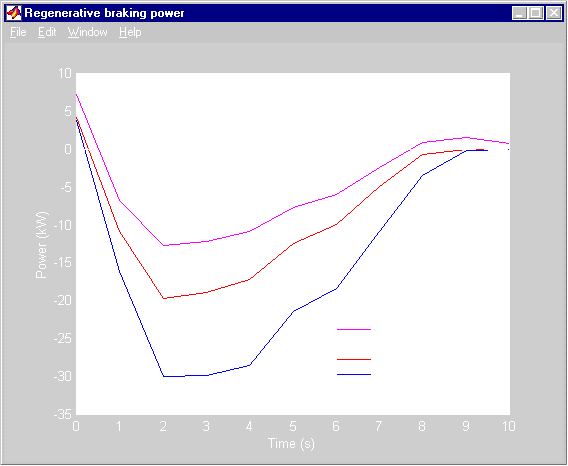 Regenerative braking power
File Edit Window Help
10
5
0
-5
-10
-15
-20
-25
-30
-35
Power (kW)
0 1 2 3 4 5 6 7 8 9 10
Time (s)